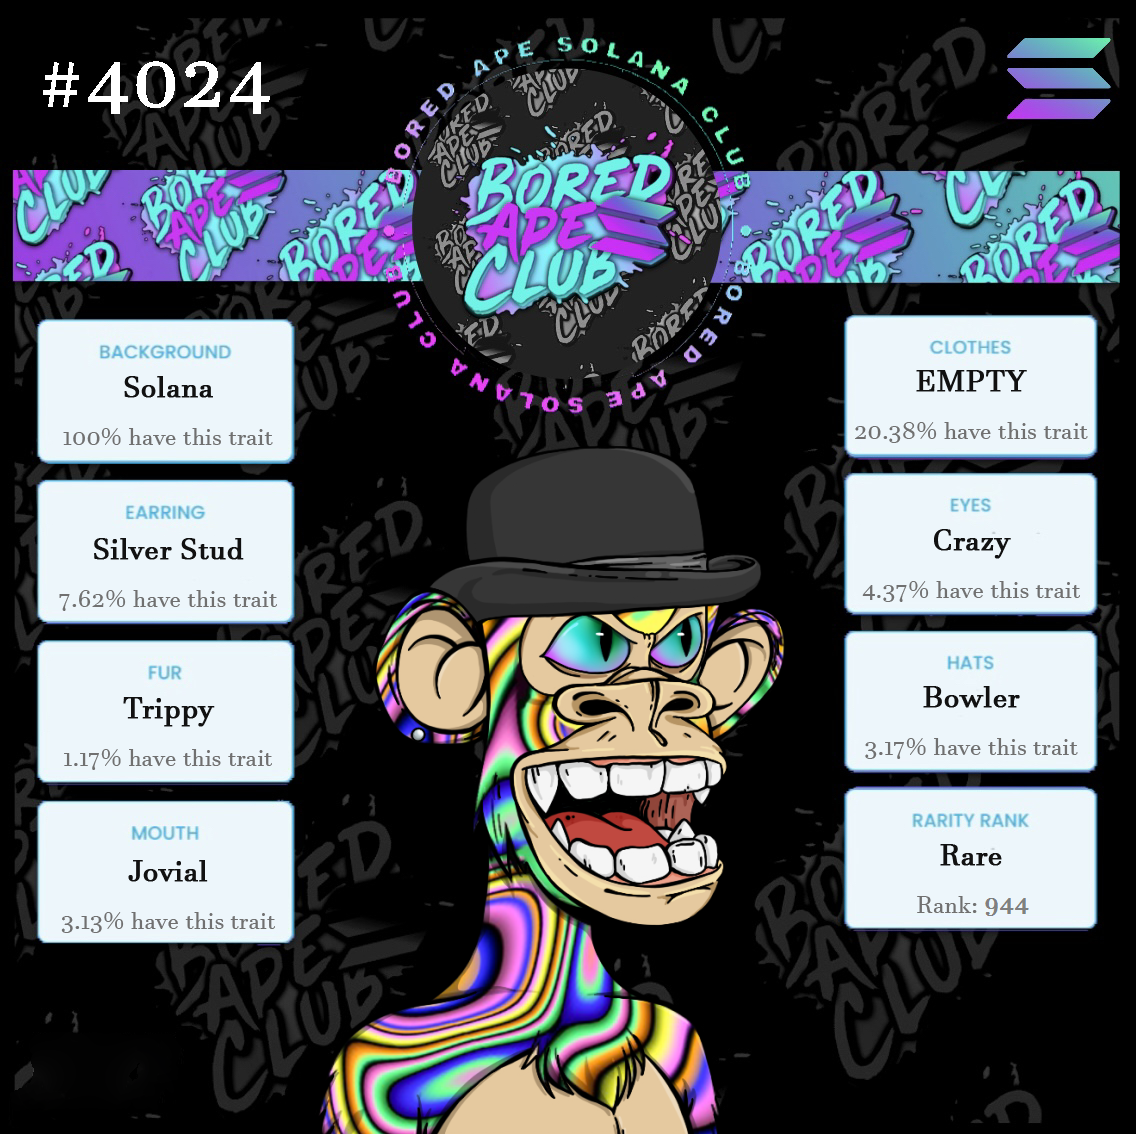 #4024
BORED APE SOLANA CLUB
BORED
APE
CLUB
BORED APE SOLANA CLUB
BACKGROUND
Solana
100% have this trait
EARRING
Silver Stud
7.62% have this trait
FUR
Trippy
1.17% have this trait
MOUTH
Jovial
3.13% have this trait
CLOTHES
EMPTY
20.38% have this trait
EYES
Crazy
4.37% have this trait
HATS
Bowler
3.17% have this trait
RARITY RANK
Rare
Rank: 944